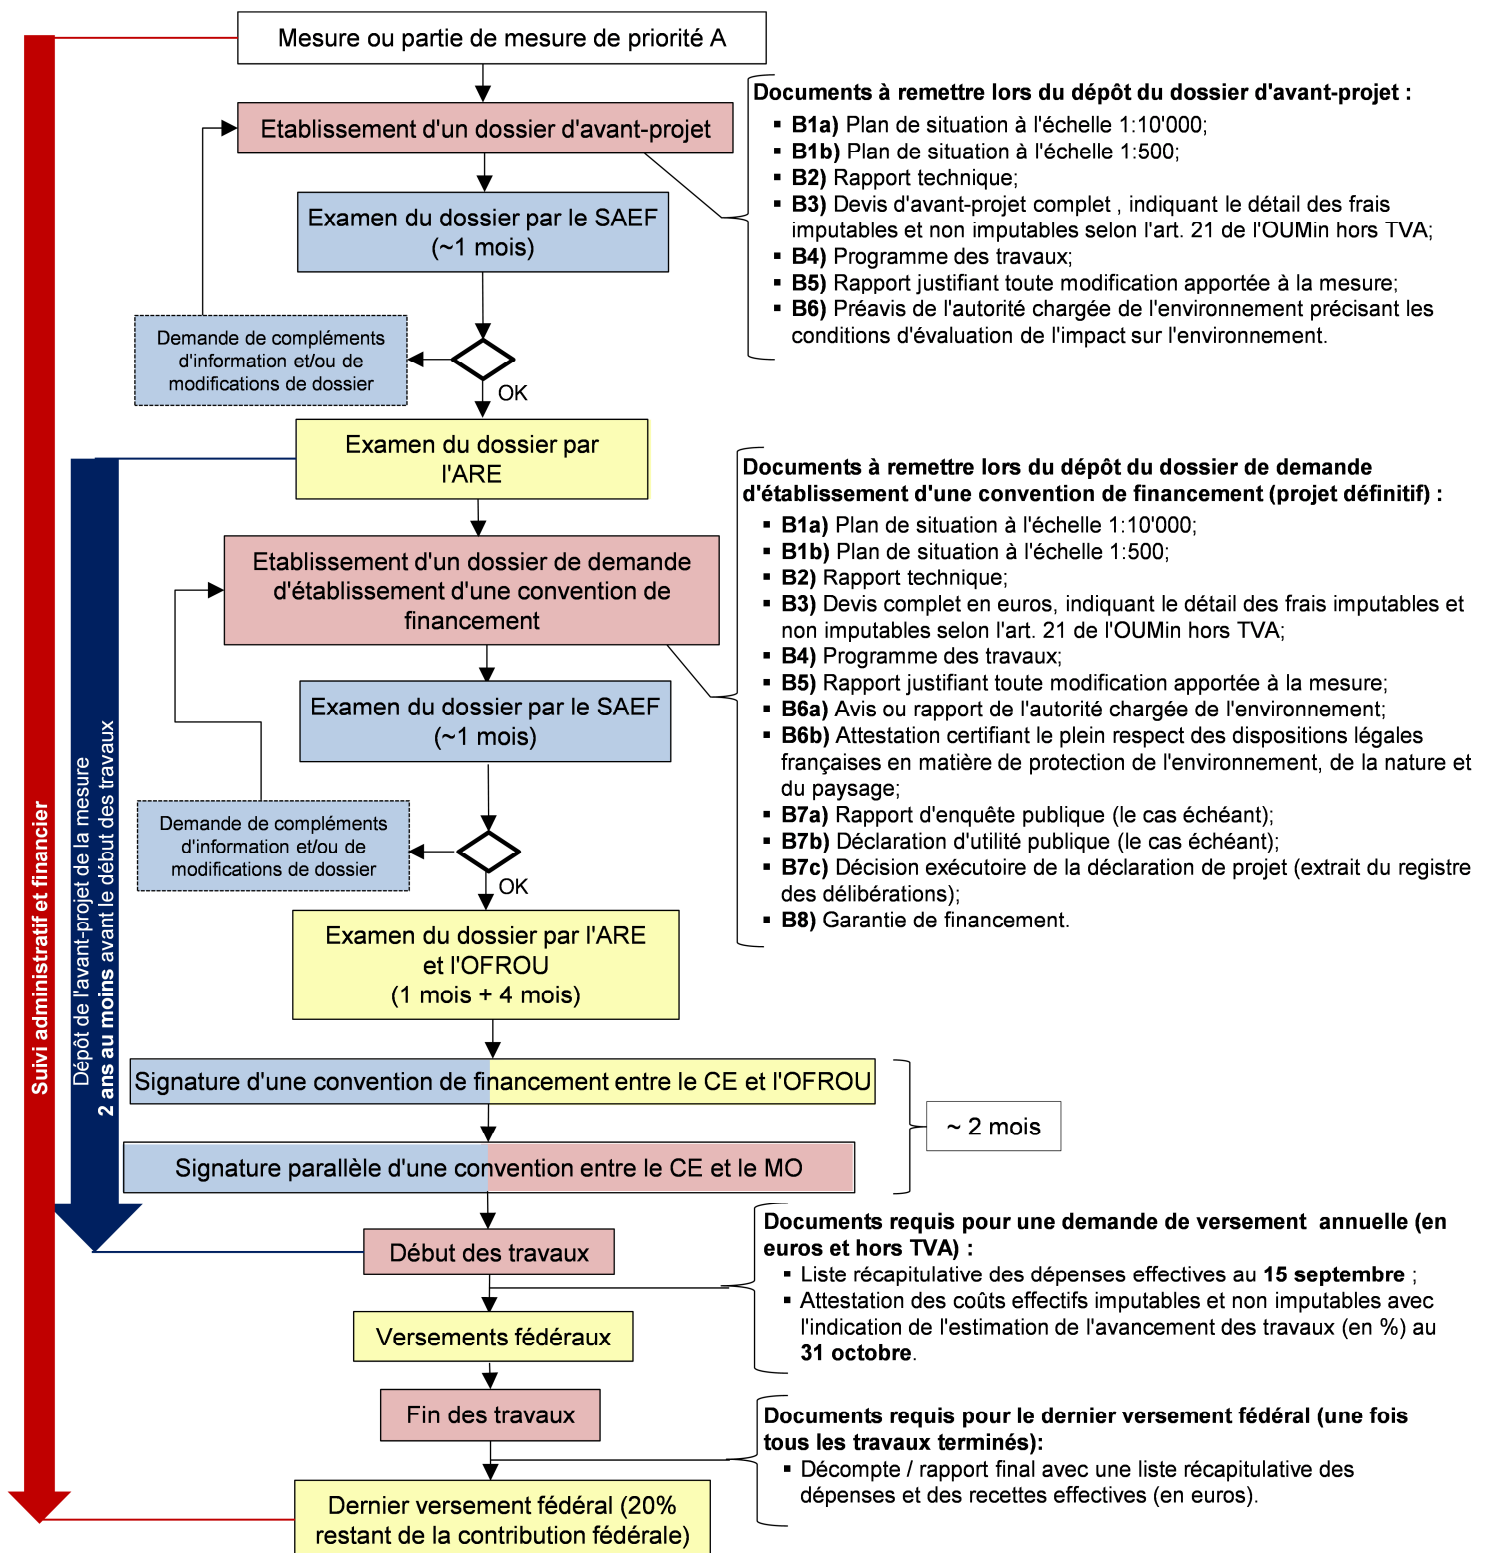 Mesure ou partie de mesure de priorité A
Etablissement d'un dossier d'avant-projet
Documents à remettre lors du dépôt du dossier d'avant-projet :
▪ B1a) Plan de situation à l'échelle 1:10'000;
▪ B1b) Plan de situation à l'échelle 1:500;
▪ B2) Rapport technique;
▪ B3) Devis d'avant-projet complet , indiquant le détail des frais
imputables et non imputables selon l'art. 21 de l'OUMin hors TVA;
▪ B4) Programme des travaux;
▪ B5) Rapport justifiant toute modification apportée à la mesure;
▪ B6) Préavis de l'autorité chargée de l'environnement précisant les
conditions d'évaluation de l'impact sur l'environnement.
Examen du dossier par le SAEF
(~1 mois)
Demande de compléments
d'information et/ou de
modifications de dossier
OK
Examen du dossier par
l'ARE
Documents à remettre lors du dépôt du dossier de demande
d'établissement d'une convention de financement (projet définitif) :
▪ B1a) Plan de situation à l'échelle 1:10'000;
▪ B1b) Plan de situation à l'échelle 1:500;
▪ B2) Rapport technique;
▪ B3) Devis complet en euros, indiquant le détail des frais imputables et
non imputables selon l'art. 21 de l'OUMin hors TVA;
▪ B4) Programme des travaux;
▪ B5) Rapport justifiant toute modification apportée à la mesure;
▪ B6a) Avis ou rapport de l'autorité chargée de l'environnement;
▪ B6b) Attestation certifiant le plein respect des dispositions légales
françaises en matière de protection de l'environnement, de la nature et
du paysage;
▪ B7a) Rapport d'enquête publique (le cas échéant);
▪ B7b) Déclaration d'utilité publique (le cas échéant);
▪ B7c) Décision exécutoire de la déclaration de projet (extrait du registre
des délibérations);
▪ B8) Garantie de financement.
Etablissement d'un dossier de demande
d'établissement d'une convention de
financement
Examen du dossier par le SAEF
(~1 mois)
Demande de compléments
d'information et/ou de
modifications de dossier
OK
Examen du dossier par l'ARE
et l'OFROU
(1 mois + 4 mois)
Signature d'une convention de financement entre le CE et l'OFROU
Signature parallèle d'une convention entre le CE et le MO
~ 2 mois
Suivi administratif et financier
Dépôt de l'avant-projet de la mesure
2 ans au moins avant le début des travaux
Début des travaux
Documents requis pour une demande de versement annuelle (en
euros et hors TVA) :
▪ Liste récapitulative des dépenses effectives au 15 septembre ;
▪ Attestation des coûts effectifs imputables et non imputables avec
l'indication de l'estimation de l'avancement des travaux (en %) au
31 octobre.
Versements fédéraux
Fin des travaux
Documents requis pour le dernier versement fédéral (une fois
tous les travaux terminés):
▪ Décompte / rapport final avec une liste récapitulative des
dépenses et des recettes effectives (en euros).
Dernier versement fédéral (20%
restant de la contribution fédérale)